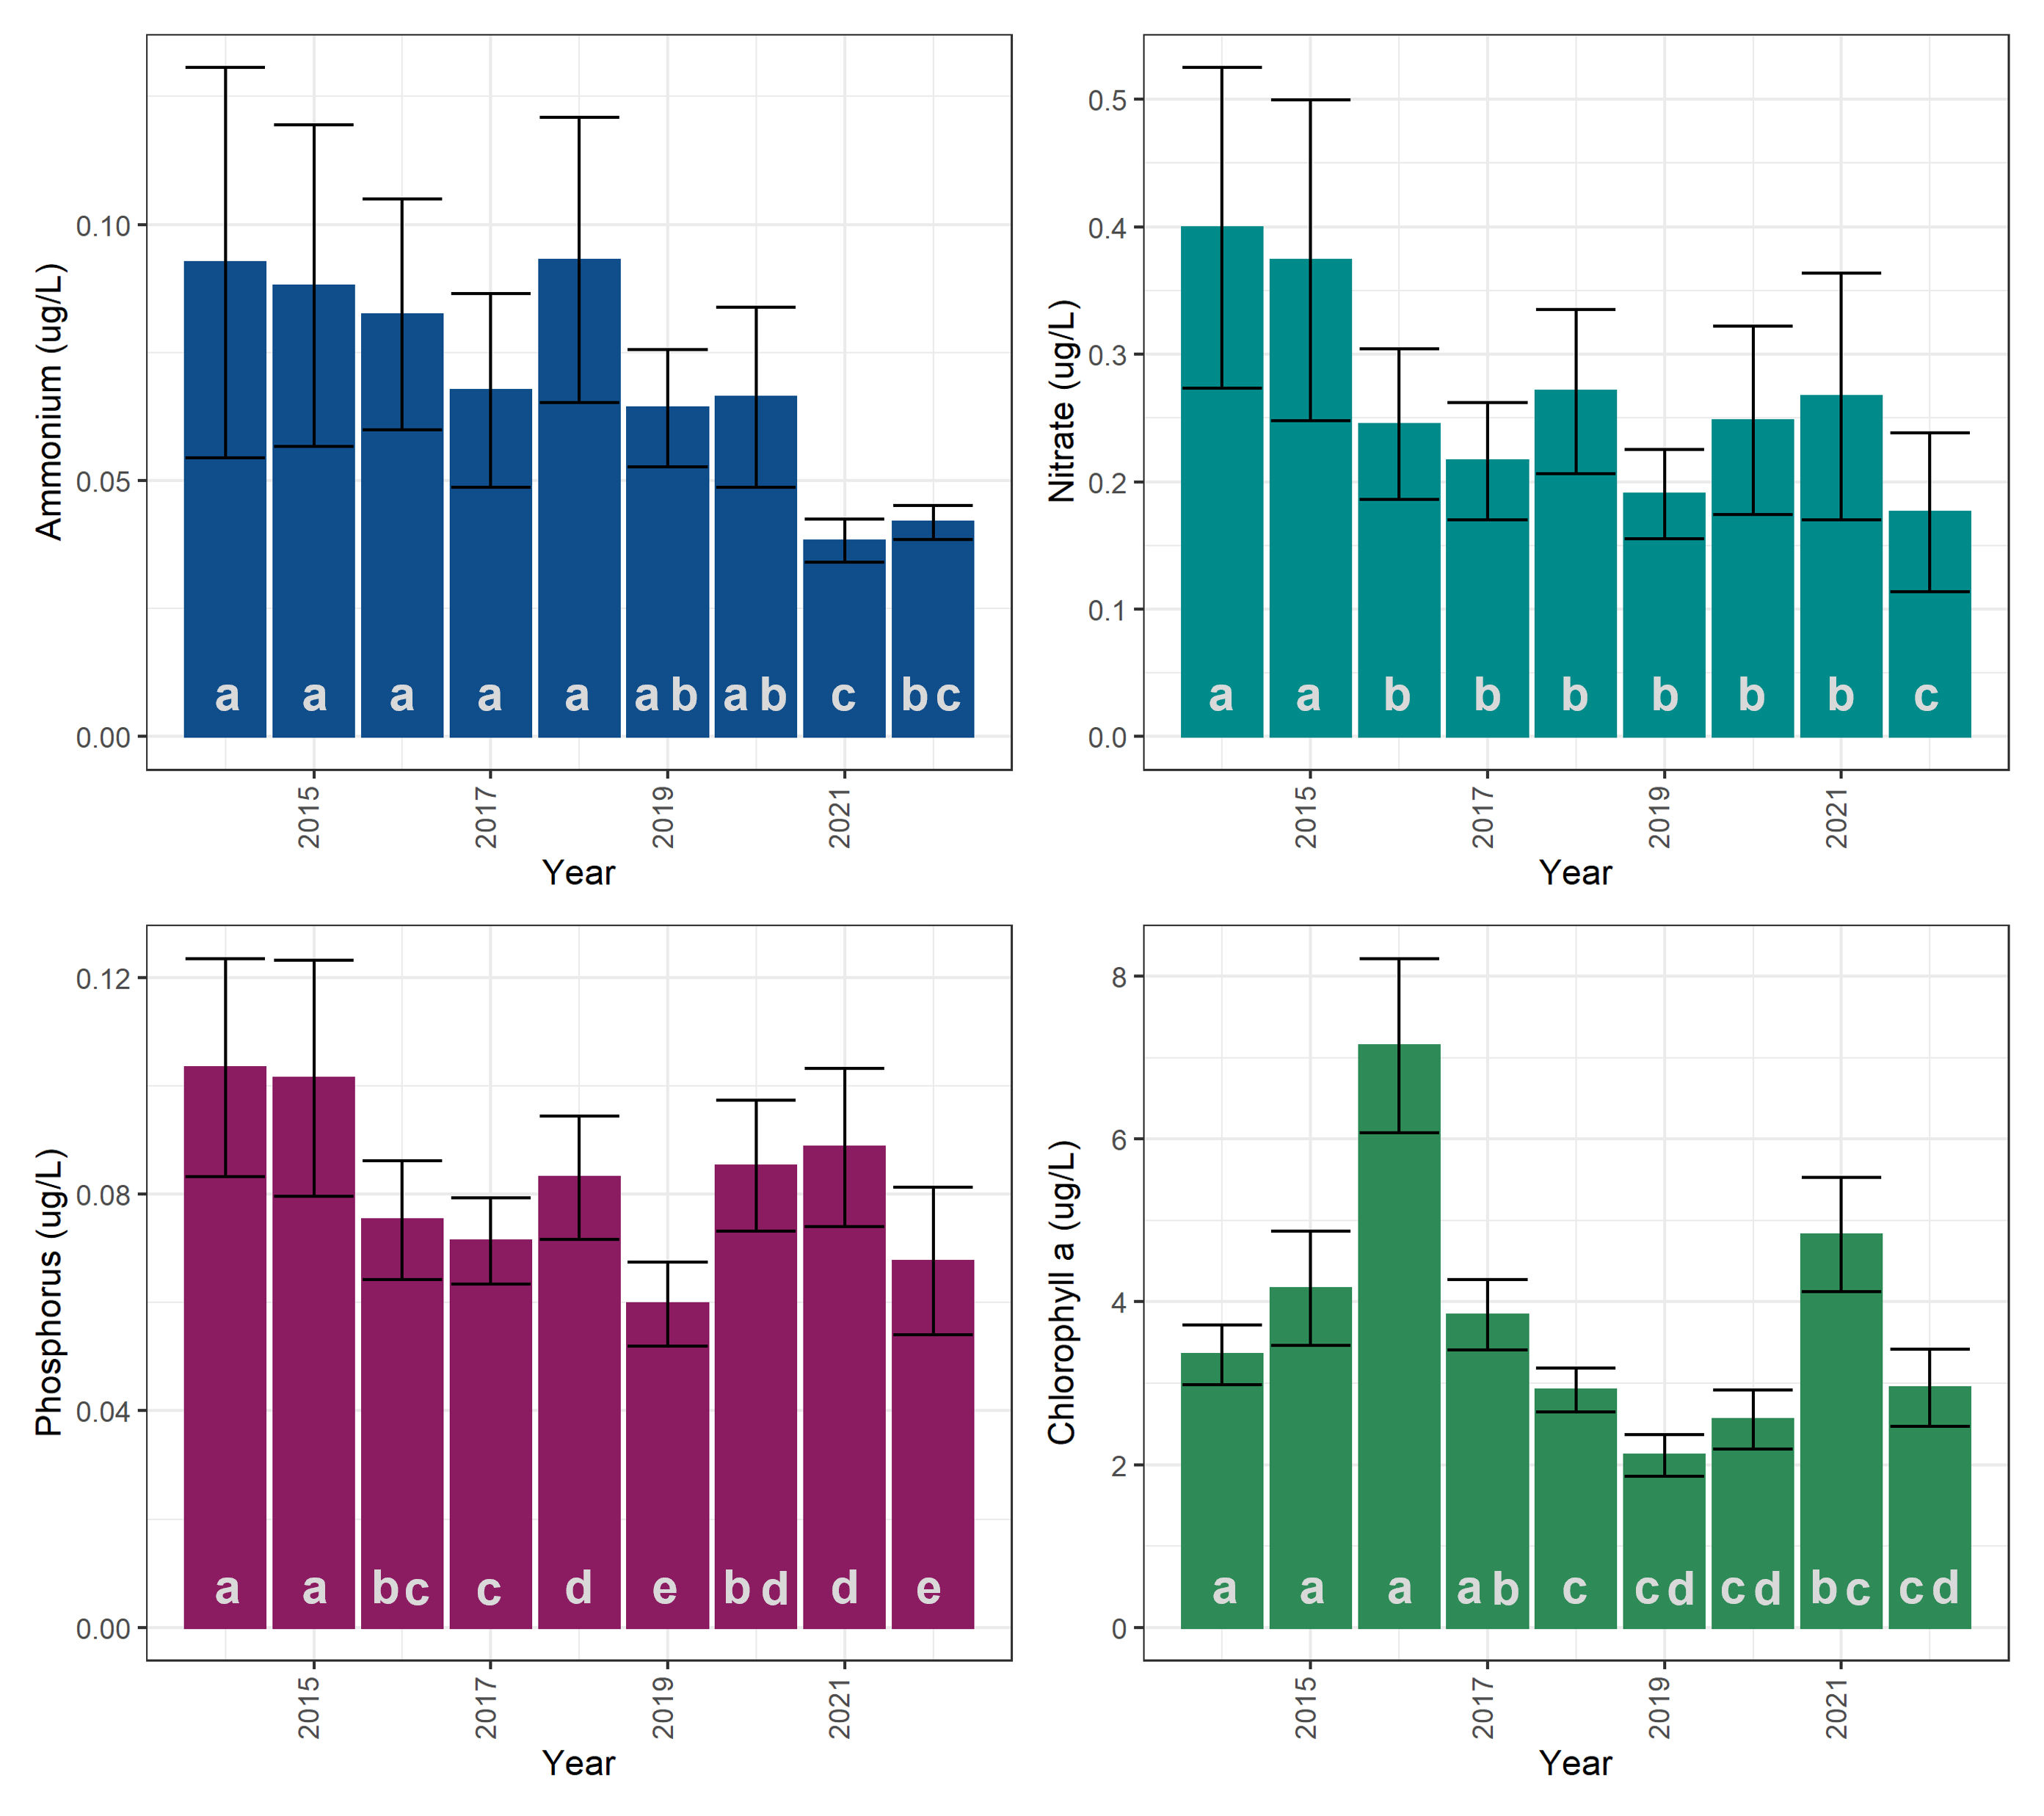 Ammonium (ug/L)
0.10
0.05
0.00
a a a a a a b a b c b c
2015 2017 2019 2021
Year
Nitrate (ug/L)
0.5
0.4
0.3
0.2
0.1
0.0
a a b b b b b b c
2015 2017 2019 2021
Year
Phosphorus (ug/L)
0.12
0.08
0.04
0.00
a a b c c d e b d d e
2015 2017 2019 2021
Year
Chlorophyll a (ug/L)
8
6
4
2
0
a a a a b c c d c d b c c d
2015 2017 2019 2021
Year